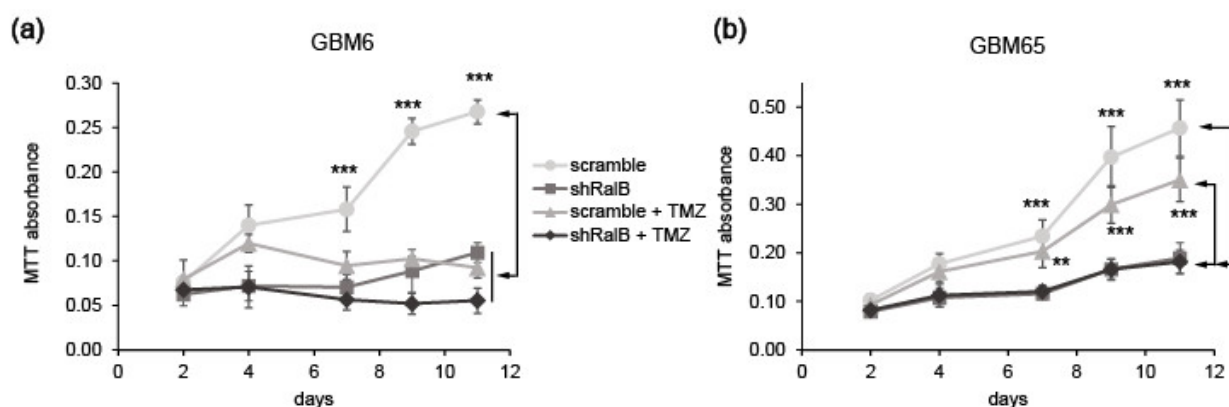 (a)
GBM6
MTT absorbance
0.30
0.25
0.20
0.15
0.10
0.05
0.00
***
***
***
0 2 4 6 8 10 12
days
scramble
shRalB
scramble + TMZ
shRalB + TMZ
(b)
GBM65
MTT absorbance
0.50
0.40
0.30
0.20
0.10
0.00
***
***
***
**
***
***
0 2 4 6 8 10 12
days